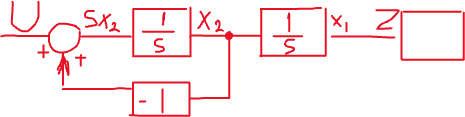 U + + Sx₂ 1/S X₂ 1/S x₁ Z
-1